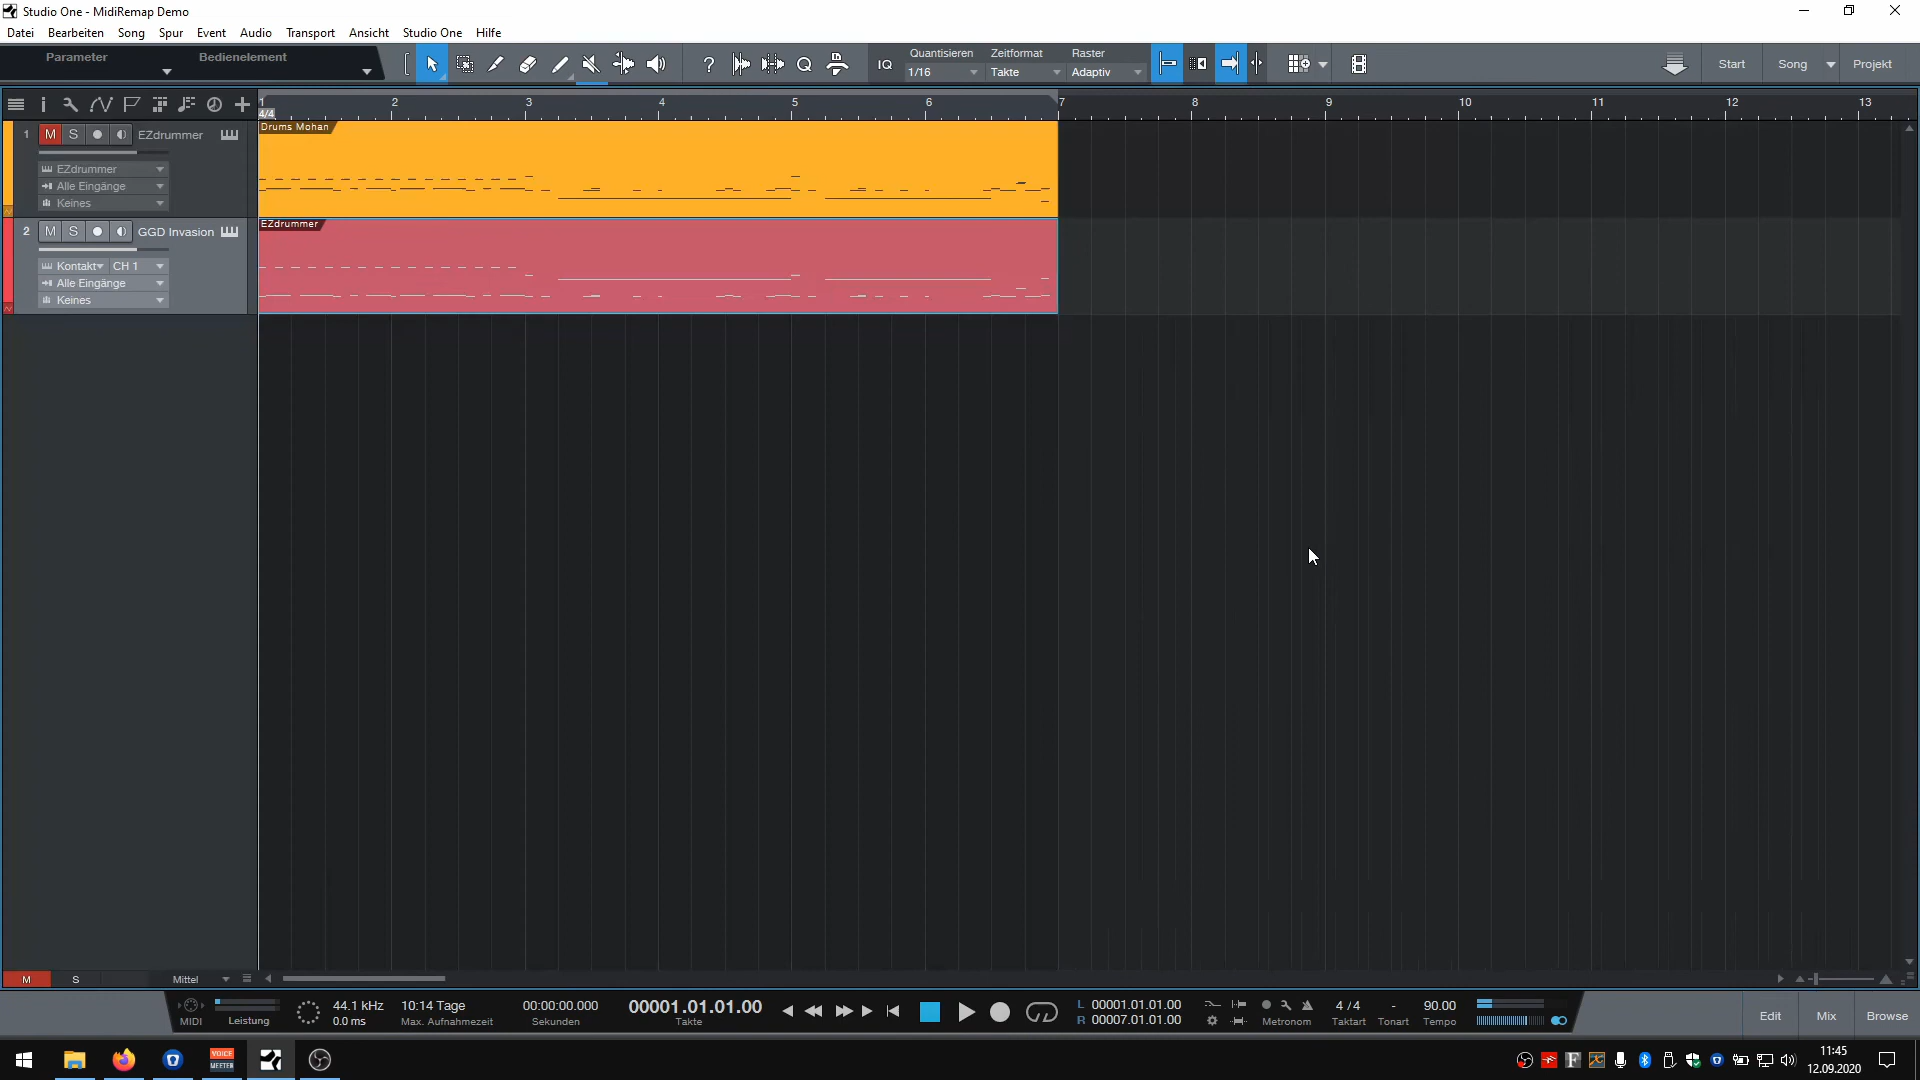 Studio One - MidiRemap Demo
Datei Bearbeiten Song Spur Event Audio Transport Ansicht Studio One Hilfe
Parameter Bedienelement
IQ Quantisieren Zeitformat Raster
1/16 Takte Adaptiv
Start Song Projekt
1 2 3 4 5 6 7 8 9 10 11 12 13
4/4
1 M S EZdrummer
EZdrummer
Alle Eingänge
Keines
Drums Mohan
2 M S GGD Invasion
Kontakt CH 1
Alle Eingänge
Keines
EZdrummer
M S Mittel
MIDI Leistung
44.1 kHz
0.0 ms
10:14 Tage
Max. Aufnahmezeit
00:00:00.000
Sekunden
00001.01.01.00
Takte
L 00001.01.01.00
R 00007.01.01.00
Metronom
4 / 4
Taktart
-
Tonart
90.00
Tempo
Edit Mix Browse
VOICE
MEETER
11:45
12.09.2020